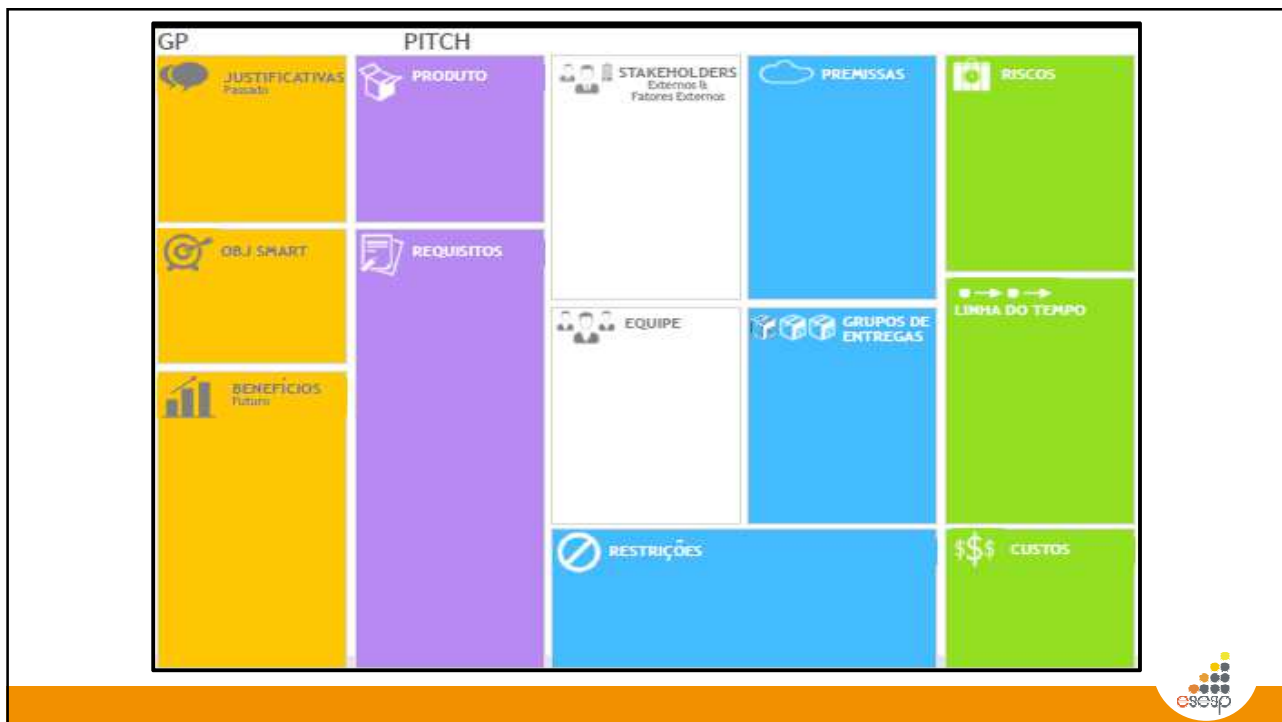 GP
PITCH
JUSTIFICATIVAS
Passado
OBJ SMART
BENEFÍCIOS
Futuro
PRODUTO
REQUISITOS
STAKEHOLDERS
Externos &
Fatores Externos
EQUIPE
PREMISSAS
GRUPOS DE
ENTREGAS
RESTRIÇÕES
RISCOS
LINHA DO TEMPO
$$$ CUSTOS
esesp